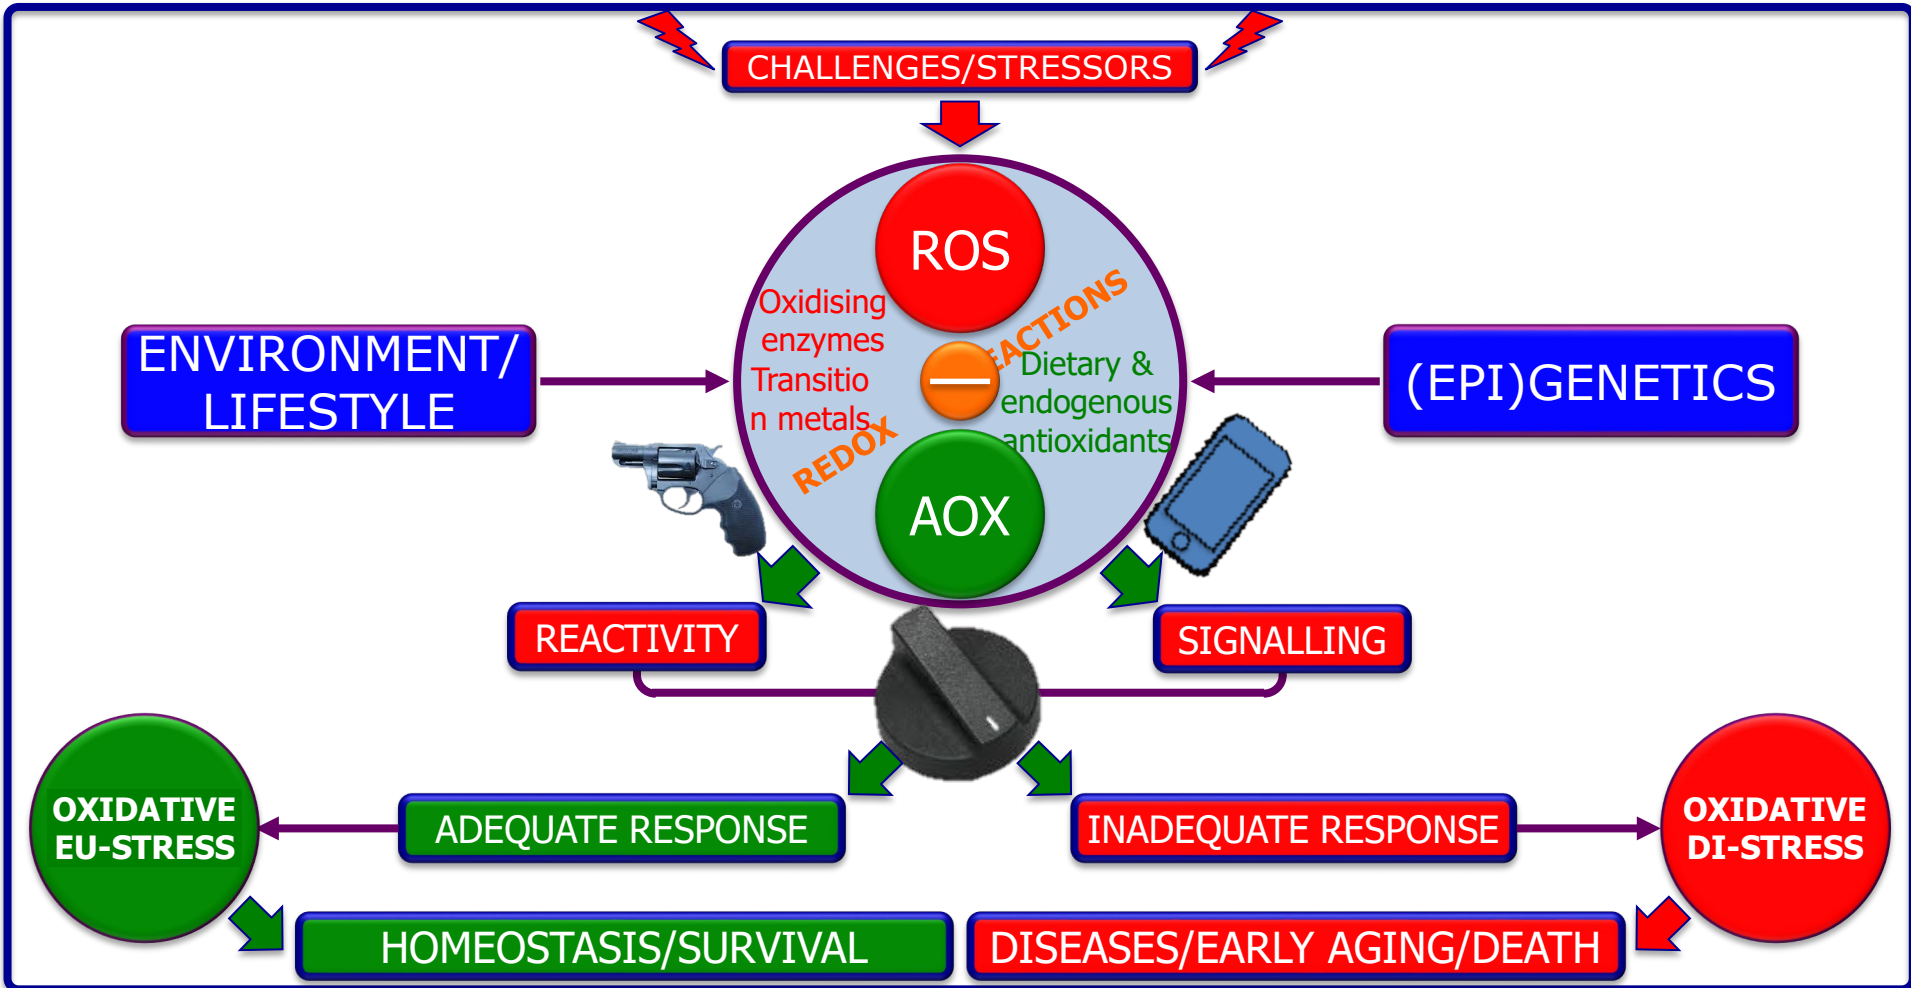 CHALLENGES/STRESSORS
ROS
Oxidising
enzymes
Transitio
n metals
REDOX
EACTIONS
Dietary &
endogenous
antioxidants
AOX
ENVIRONMENT/
LIFESTYLE
(EPI)GENETICS
REACTIVITY
SIGNALLING
OXIDATIVE
EU-STRESS
ADEQUATE RESPONSE
INADEQUATE RESPONSE
OXIDATIVE
DI-STRESS
HOMEOSTASIS/SURVIVAL
DISEASES/EARLY AGING/DEATH